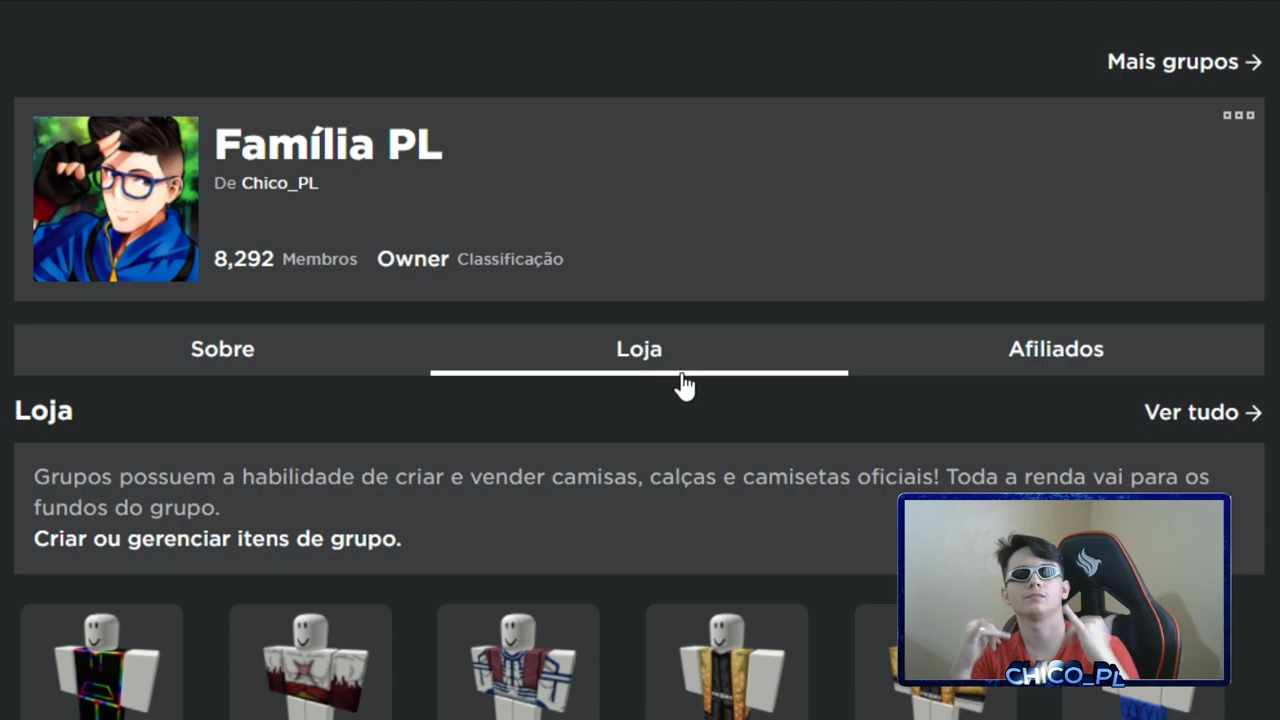 Mais grupos →
Família PL
De Chico_PL
8,292 Membros Owner Classificação
Sobre Loja Afiliados
Loja
Ver tudo →
Grupos possuem a habilidade de criar e vender camisas, calças e camisetas oficiais! Toda a renda vai para os
fundos do grupo.
Criar ou gerenciar itens de grupo.
CHICO_PL